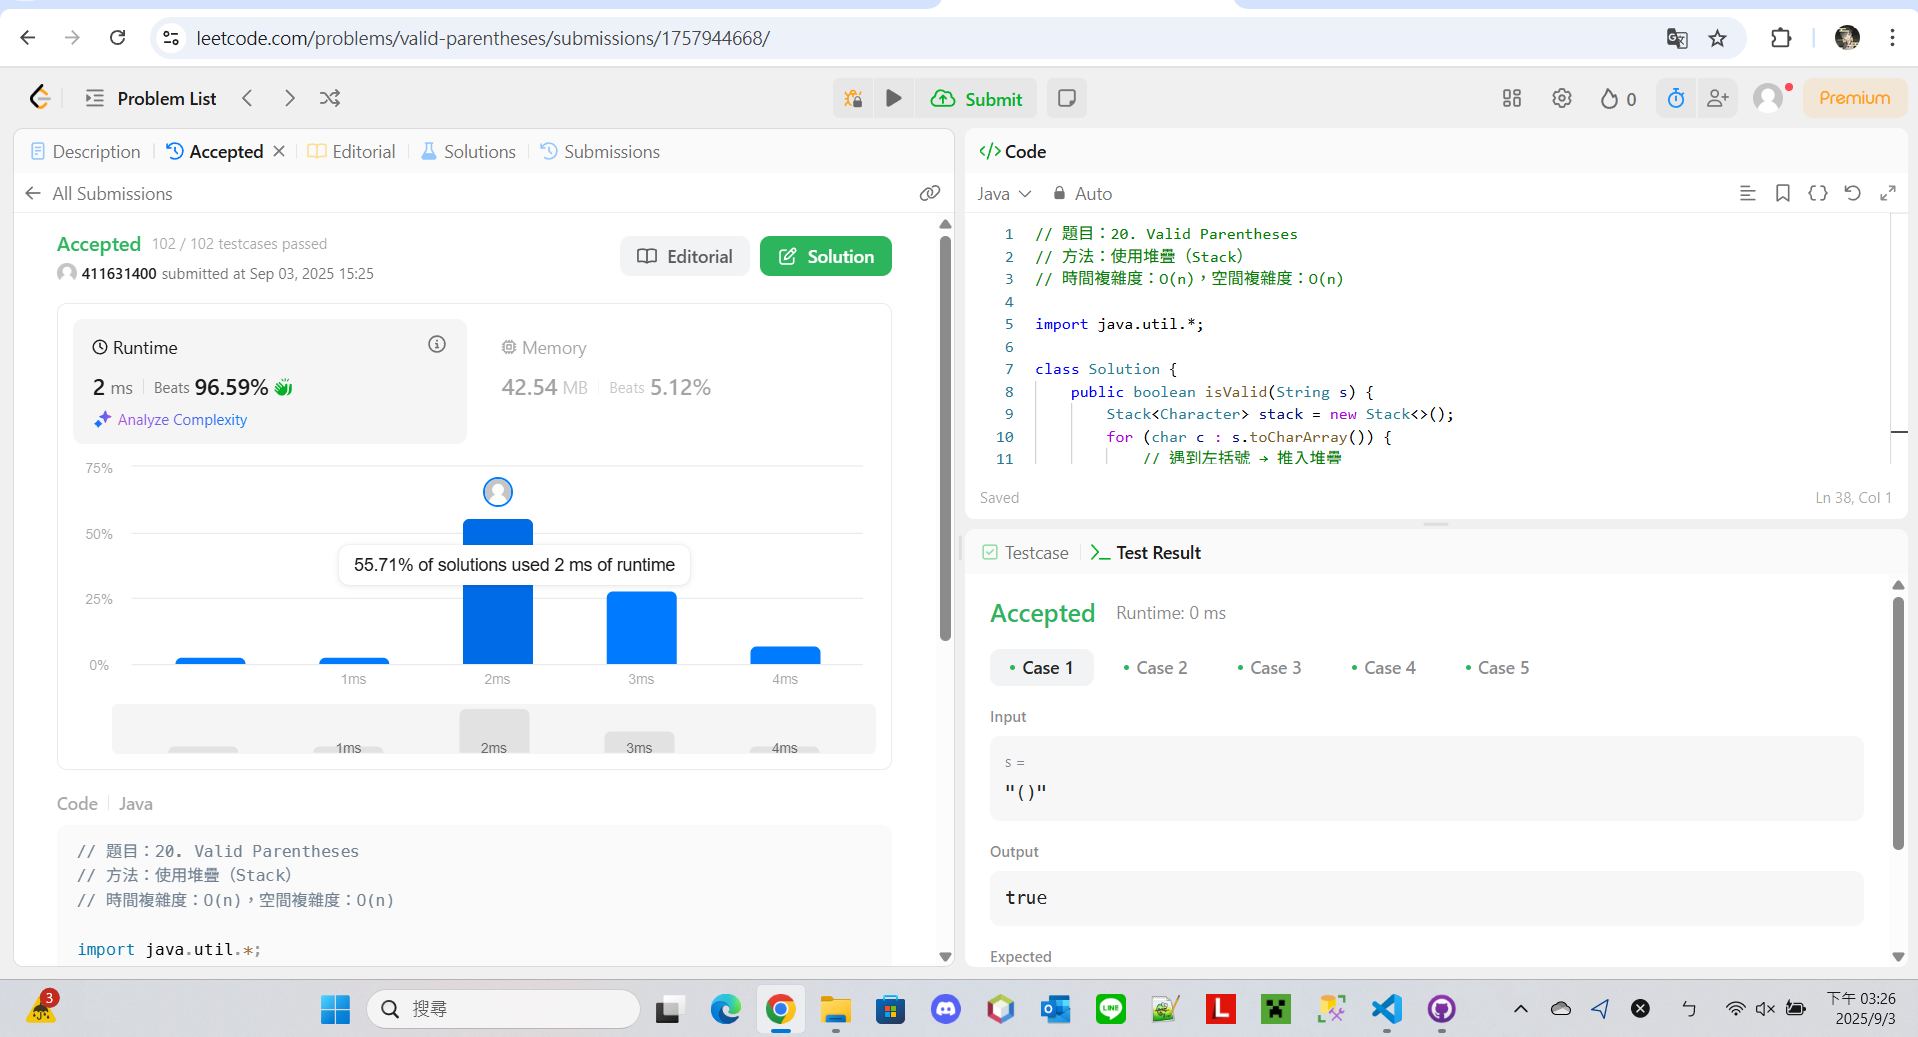 leetcode.com/problems/valid-parentheses/submissions/1757944668/
Problem List
Submit
0
Premium
Description
Accepted
Editorial
Solutions
Submissions
All Submissions
Accepted 102 / 102 testcases passed
411631400 submitted at Sep 03, 2025 15:25
Editorial
Solution
Runtime
2 ms Beats 96.59%
Analyze Complexity
Memory
42.54 MB Beats 5.12%
75%
50%
25%
0%
55.71% of solutions used 2 ms of runtime
1ms 2ms 3ms 4ms
1ms 2ms 3ms 4ms
Code Java
// 題目：20. Valid Parentheses
// 方法：使用堆疊（Stack）
// 時間複雜度：O(n)，空間複雜度：O(n)
import java.util.*;
</> Code
Java Auto
1 // 題目：20. Valid Parentheses
2 // 方法：使用堆疊（Stack）
3 // 時間複雜度：O(n)，空間複雜度：O(n)
4
5 import java.util.*;
6
7 class Solution {
8 public boolean isValid(String s) {
9 Stack<Character> stack = new Stack<>();
10 for (char c : s.toCharArray()) {
11 // 遇到左括號 → 推入堆疊
Saved
Ln 38, Col 1
Testcase
Test Result
Accepted Runtime: 0 ms
Case 1 Case 2 Case 3 Case 4 Case 5
Input
s =
"()"
Output
true
Expected
3
搜尋
LINE
L
ㄅ
下午 03:26
2025/9/3